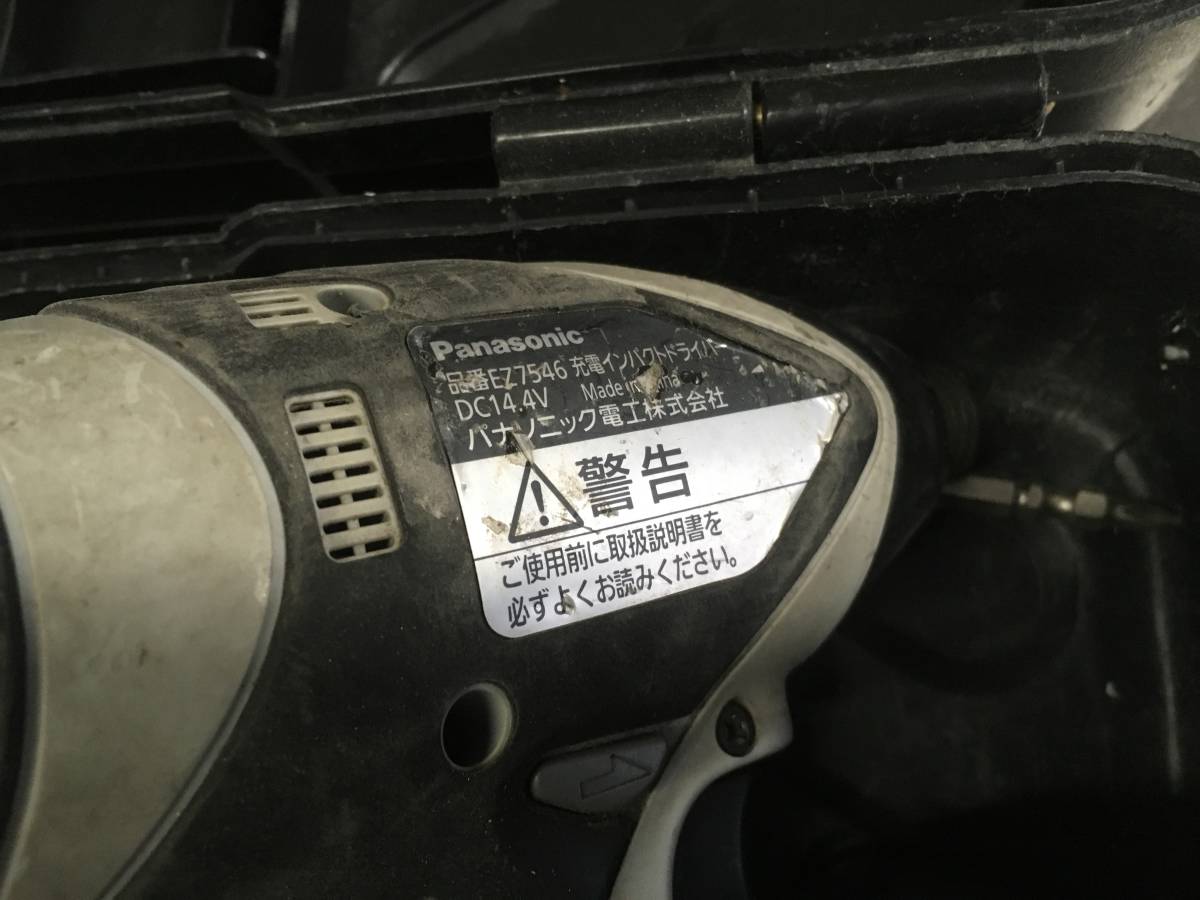 Panasonic
品番EZ7546 充電インパクトドライバー
DC14.4V Made in China
パナソニック電工株式会社
警告
ご使用前に取扱説明書を
必ずよくお読みください。